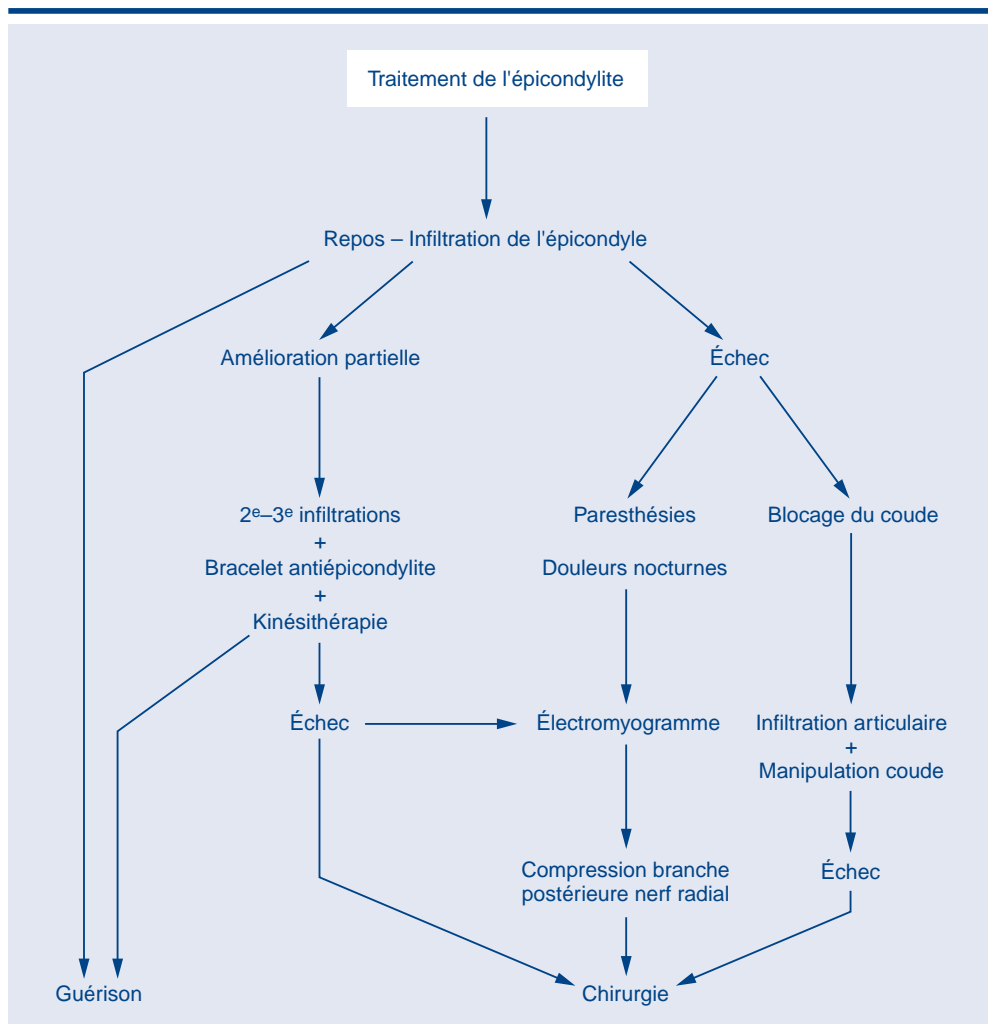 Traitement de l'épicondylite
Repos – Infiltration de l'épicondyle
Amélioration partielle
Échec
2e–3e infiltrations
+
Bracelet antiépicondylite
+
Kinésithérapie
Paresthésies
Douleurs nocturnes
Blocage du coude
Échec
Électromyogramme
Infiltration articulaire
+
Manipulation coude
Compression branche
postérieure nerf radial
Échec
Guérison
Chirurgie